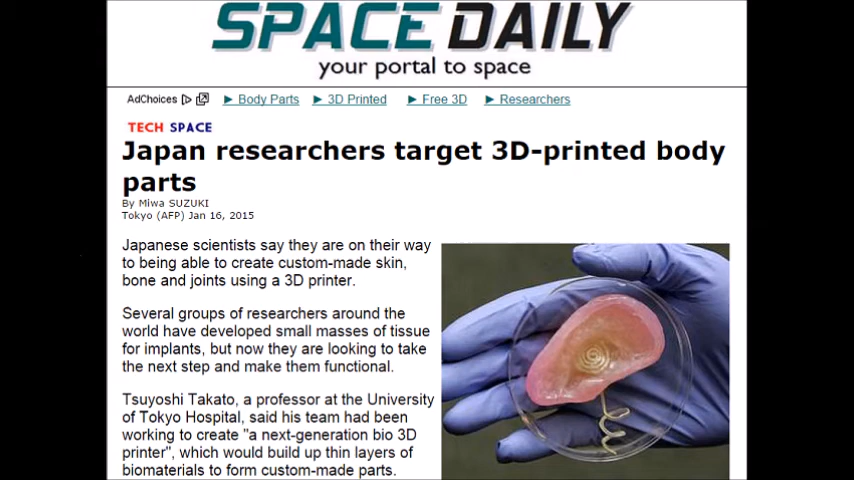 SPACE DAILY
your portal to space
AdChoices ► Body Parts ► 3D Printed ► Free 3D ► Researchers
TECH SPACE
Japan researchers target 3D-printed body
parts
By Miwa SUZUKI
Tokyo (AFP) Jan 16, 2015
Japanese scientists say they are on their way
to being able to create custom-made skin,
bone and joints using a 3D printer.
Several groups of researchers around the
world have developed small masses of tissue
for implants, but now they are looking to take
the next step and make them functional.
Tsuyoshi Takato, a professor at the University
of Tokyo Hospital, said his team had been
working to create "a next-generation bio 3D
printer", which would build up thin layers of
biomaterials to form custom-made parts.